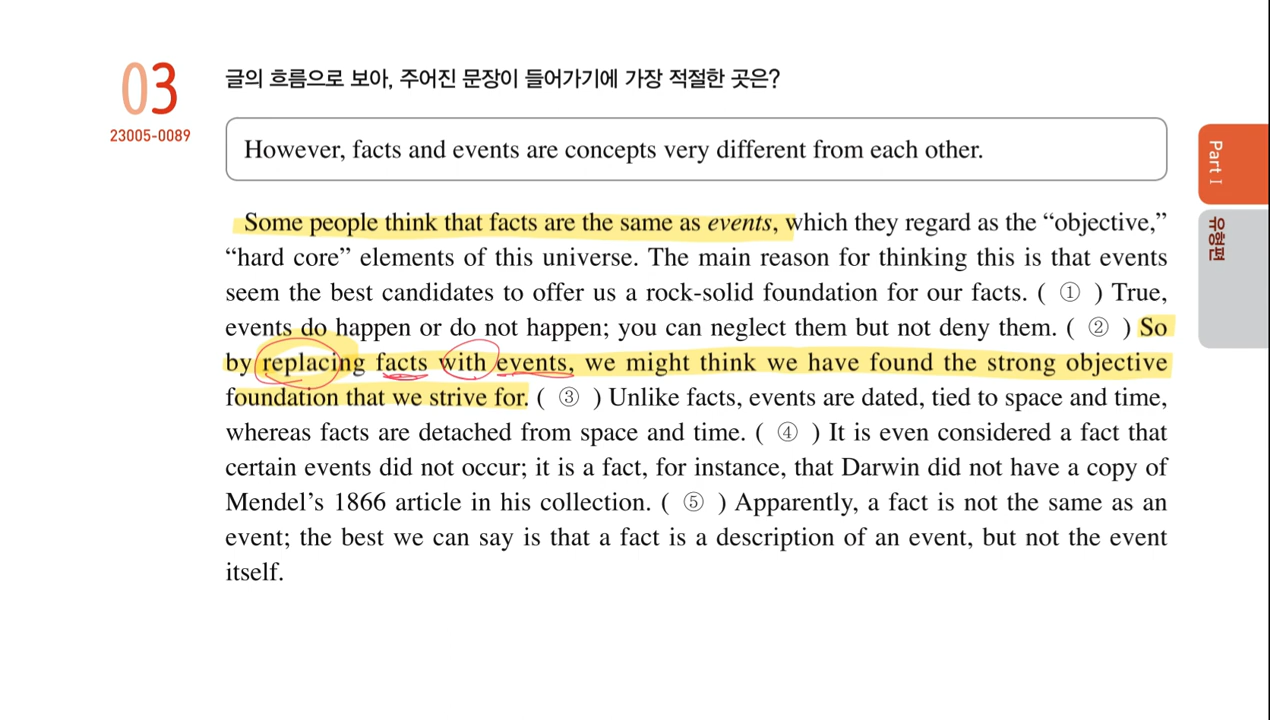 03
23005-0089
글의 흐름으로 보아, 주어진 문장이 들어가기에 가장 적절한 곳은?
However, facts and events are concepts very different from each other.
Some people think that facts are the same as events, which they regard as the “objective,”
“hard core” elements of this universe. The main reason for thinking this is that events
seem the best candidates to offer us a rock-solid foundation for our facts. ( ① ) True,
events do happen or do not happen; you can neglect them but not deny them. ( ② ) So
by replacing facts with events, we might think we have found the strong objective
foundation that we strive for. ( ③ ) Unlike facts, events are dated, tied to space and time,
whereas facts are detached from space and time. ( ④ ) It is even considered a fact that
certain events did not occur; it is a fact, for instance, that Darwin did not have a copy of
Mendel’s 1866 article in his collection. ( ⑤ ) Apparently, a fact is not the same as an
event; the best we can say is that a fact is a description of an event, but not the event
itself.
Part I
유형편